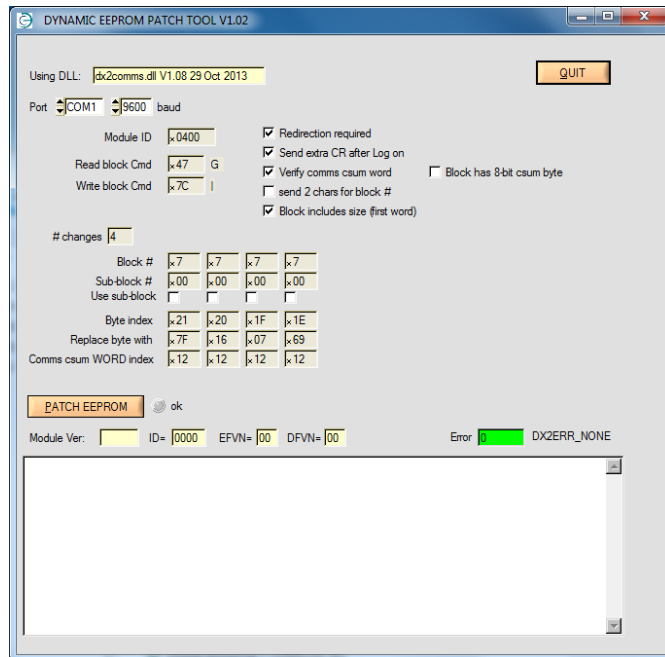 DYNAMIC EEPROM PATCH TOOL V1.02
Using DLL: dx2comms.dll V1.08 29 Oct 2013
QUIT
Port COM1 9600 baud
Module ID x0400
Read block Cmd x47 G
Write block Cmd x7C |
Redirection required
Send extra CR after Log on
Verify comms csum word
Block has 8-bit csum byte
send 2 chars for block #
Block includes size (first word)
# changes 4
Block # x7 x7 x7 x7
Sub-block # x00 x00 x00 x00
Use sub-block
Byte index x21 x20 x1F x1E
Replace byte with x7F x16 x07 x69
Comms csum WORD index x12 x12 x12 x12
PATCH EEPROM ok
Module Ver: ID= 0000 EFVN= 00 DFVN= 00 Error 0 DX2ERR_NONE